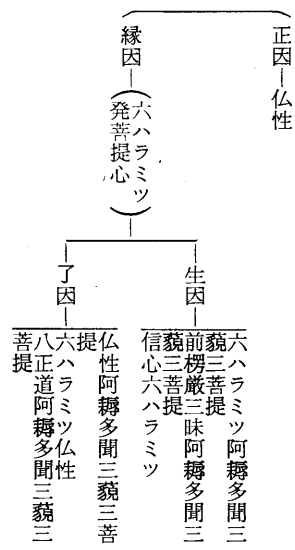 正因―仏性
縁因―(六ハラミツ
発菩提心)
生因
六ハラミツ阿耨多聞三
藐三菩提
前楞厳三昧阿耨多聞三
藐三菩提
信心六ハラミツ
了因
仏性阿耨多聞三藐三菩
提
六ハラミツ仏性
八正道阿耨多聞三藐三
菩提